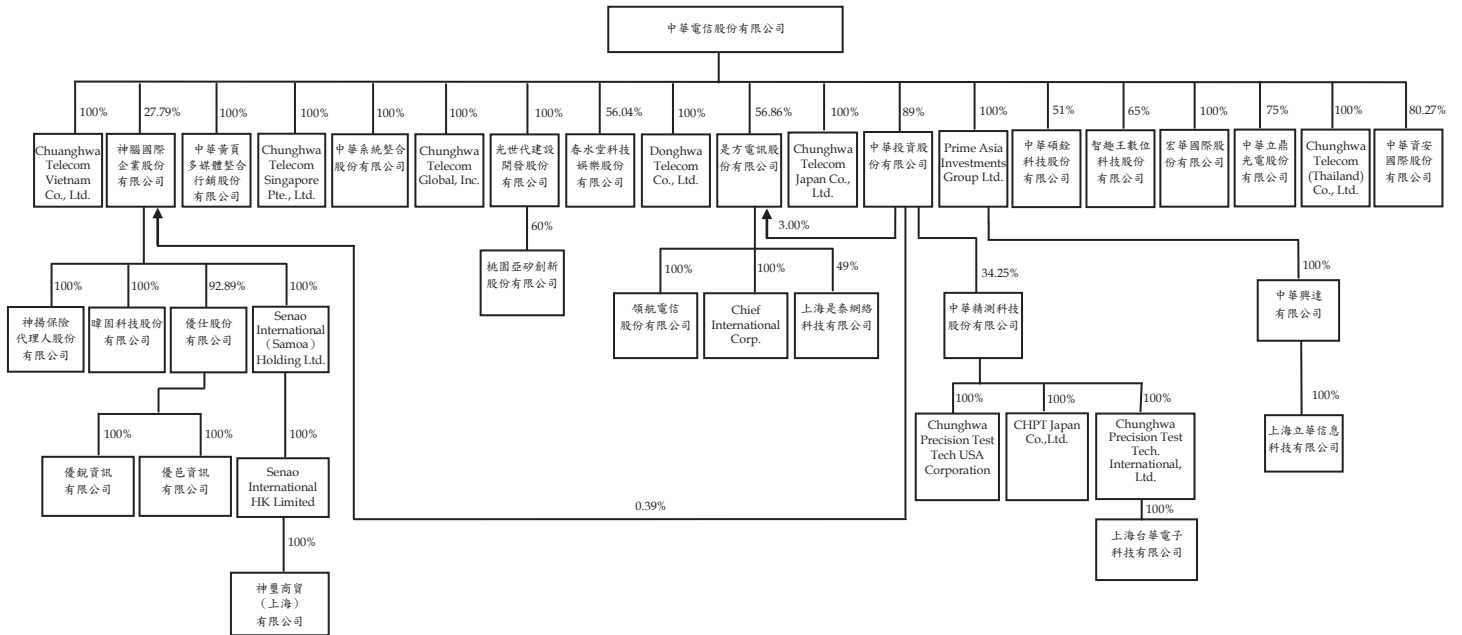 中華電信股份有限公司
100%
27.79%
100%
100%
100%
100%
100%
56.04%
100%
56.86%
100%
89%
100%
51%
65%
100%
75%
100%
80.27%
Chuanghwa
Telecom
Vietnam
Co., Ltd.
神腦國際
企業股份
有限公司
中華黃頁
多媒體整合
行銷股份
有限公司
Chunghwa
Telecom
Singapore
Pte., Ltd.
中華系統整合
股份有限公司
Chunghwa
Telecom
Global, Inc.
光世代建設
開發股份
有限公司
春水堂科技
娛樂股份
有限公司
Donghwa
Telecom
Co., Ltd.
是方電訊股
份有限公司
Chunghwa
Telecom
Japan Co.,
Ltd.
中華投資股
份有限公司
Prime Asia
Investments
Group Ltd.
中華碩銓
科技股份
有限公司
智趣王數位
科技股份
有限公司
宏華國際股
份有限公司
中華立鼎
光電股份
有限公司
Chunghwa
Telecom
(Thailand)
Co., Ltd.
中華資安
國際股份
有限公司
3.00%
60%
桃園亞矽創新
股份有限公司
100%
100%
92.89%
100%
神揚保險
代理人股份
有限公司
暐固科技股份
有限公司
優仕股份
有限公司
Senao
International
（Samoa）
Holding Ltd.
100%
100%
49%
領航電信
股份有限公司
Chief
International
Corp.
上海是泰網絡
科技有限公司
34.25%
中華精測科技
股份有限公司
100%
中華興達
有限公司
100%
100%
100%
優銳資訊
有限公司
優邑資訊
有限公司
Senao
International
HK Limited
100%
100%
100%
Chunghwa
Precision Test
Tech USA
Corporation
CHPT Japan
Co.,Ltd.
Chunghwa
Precision Test
Tech.
International,
Ltd.
100%
上海立華信息
科技有限公司
0.39%
100%
神璽商貿
（上海）
有限公司
100%
上海台華電子
科技有限公司